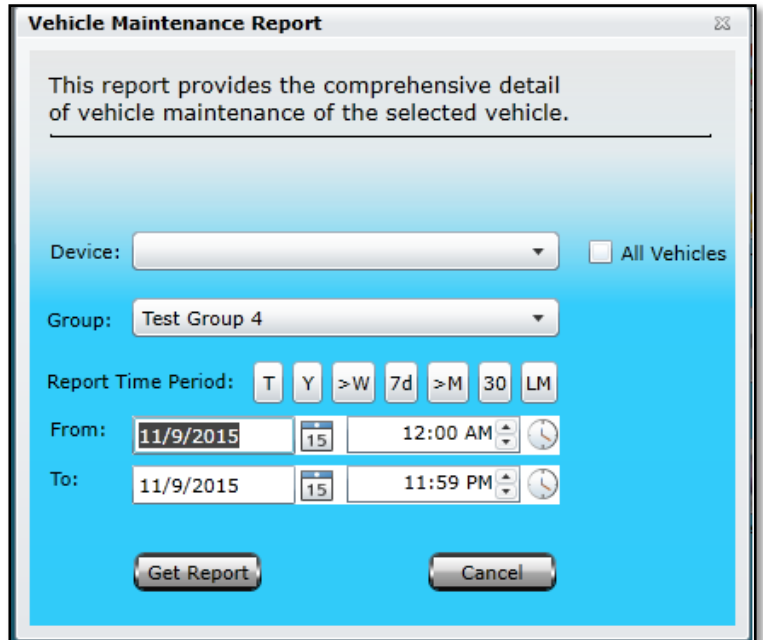 Vehicle Maintenance Report
This report provides the comprehensive detail
of vehicle maintenance of the selected vehicle.
Device:
All Vehicles
Group: Test Group 4
Report Time Period: T Y >W 7d >M 30 LM
From: 11/9/2015 15 12:00 AM
To: 11/9/2015 15 11:59 PM
Get Report Cancel